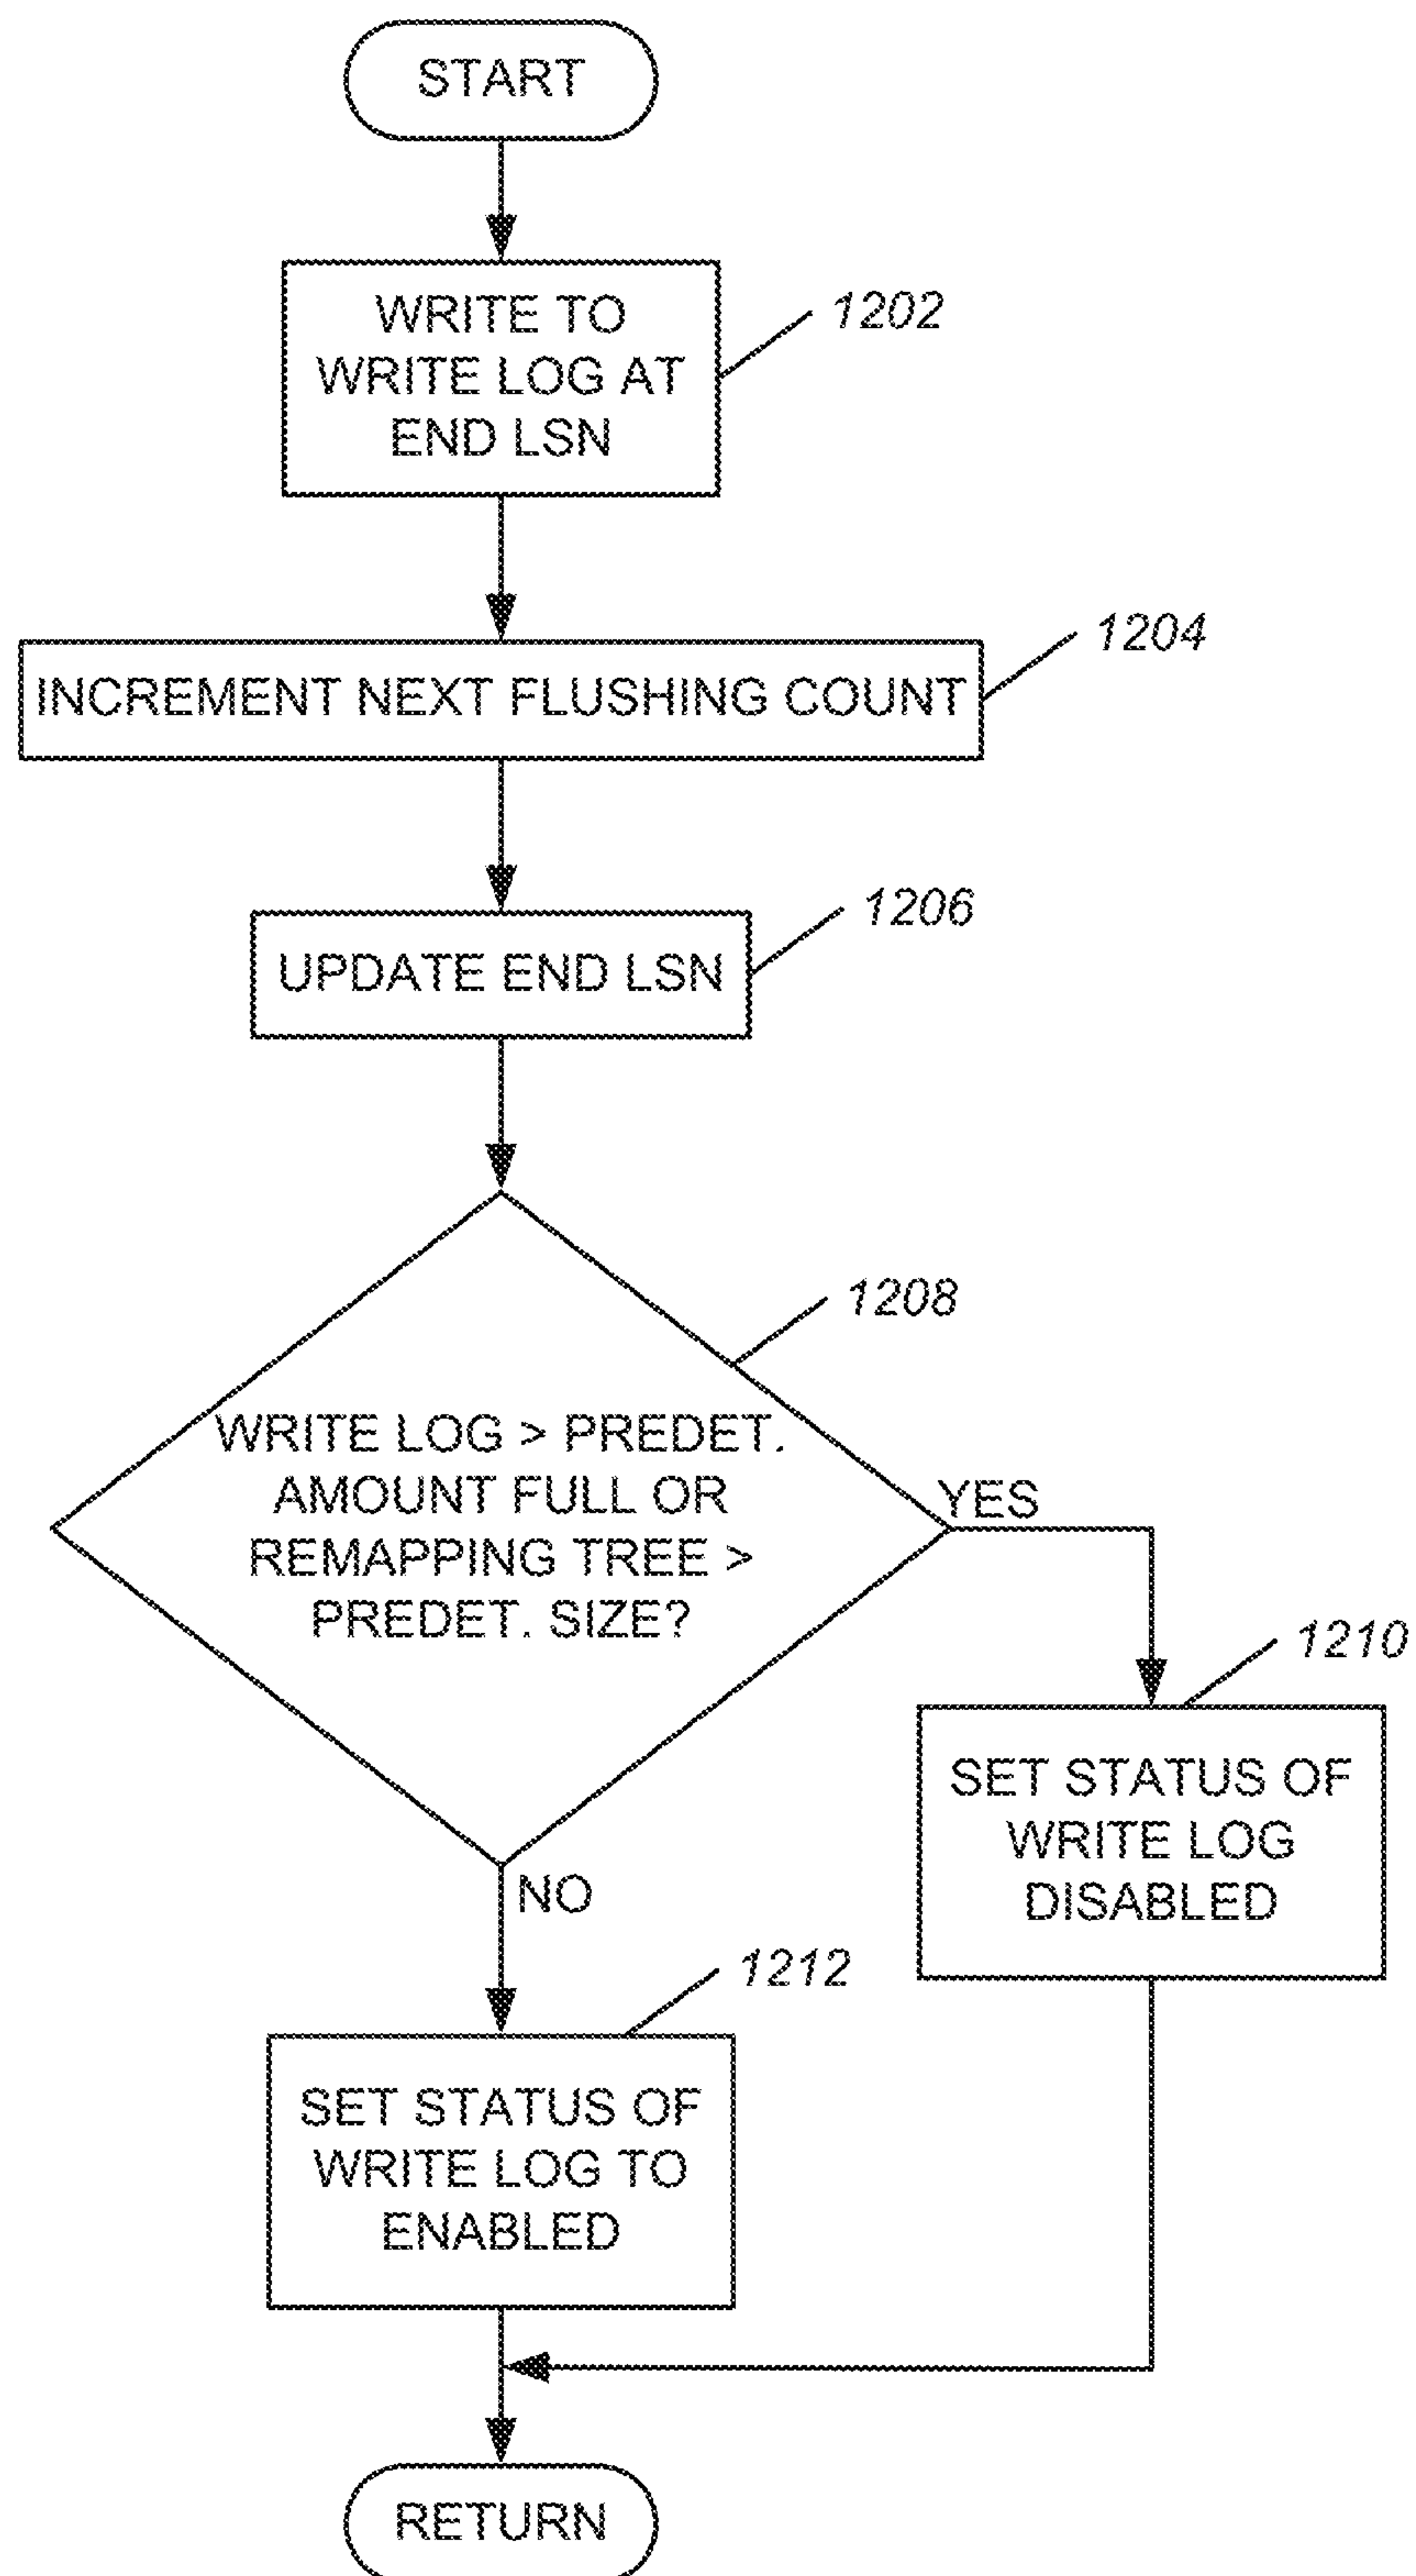 START
WRITE TO
WRITE LOG AT
END LSN
1202
INCREMENT NEXT FLUSHING COUNT
1204
UPDATE END LSN
1206
WRITE LOG > PREDET.
AMOUNT FULL OR
REMAPPING TREE >
PREDET. SIZE?
1208
YES
NO
SET STATUS OF
WRITE LOG
DISABLED
1210
SET STATUS OF
WRITE LOG TO
ENABLED
1212
RETURN